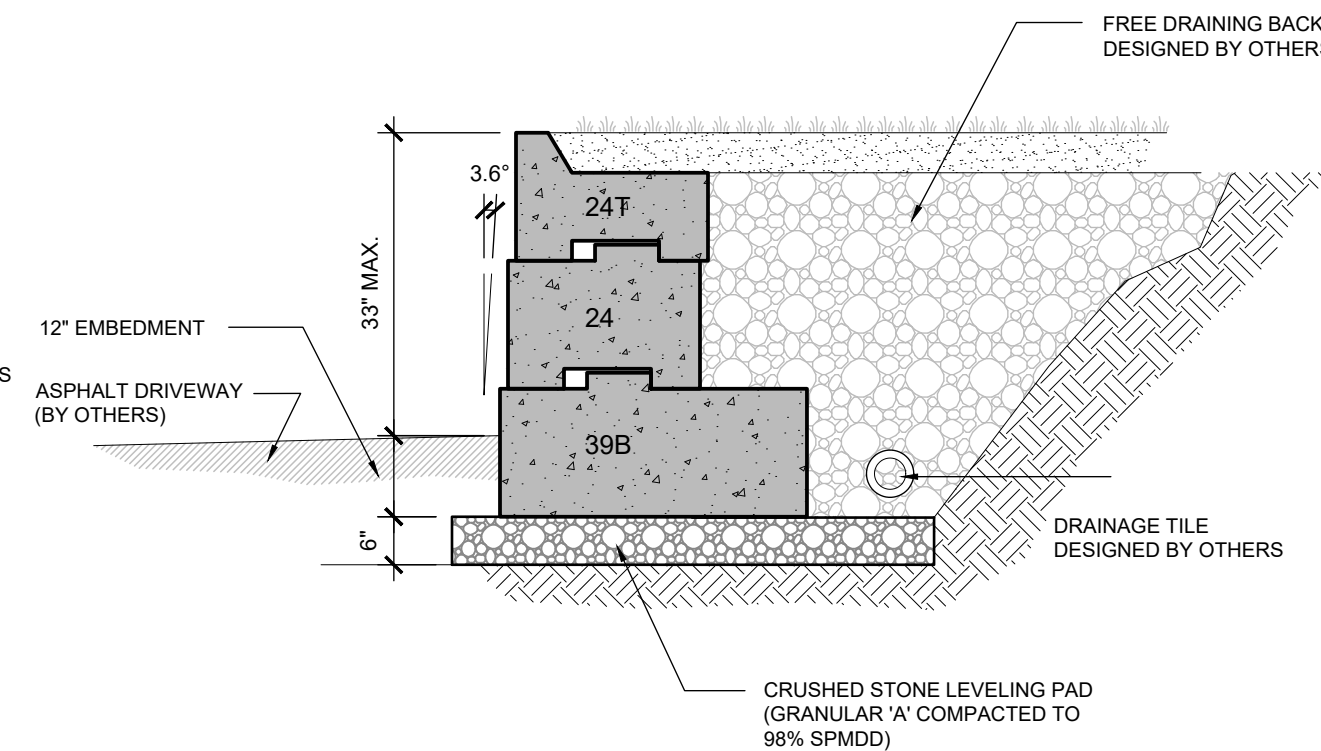 FREE DRAINING BACK
DESIGNED BY OTHERS
3.6°
24T
33" MAX.
24
12" EMBEDMENT
S
ASPHALT DRIVEWAY
(BY OTHERS)
39B
6"
DRAINAGE TILE
DESIGNED BY OTHERS
CRUSHED STONE LEVELING PAD
(GRANULAR 'A' COMPACTED TO
98% SPMDD)